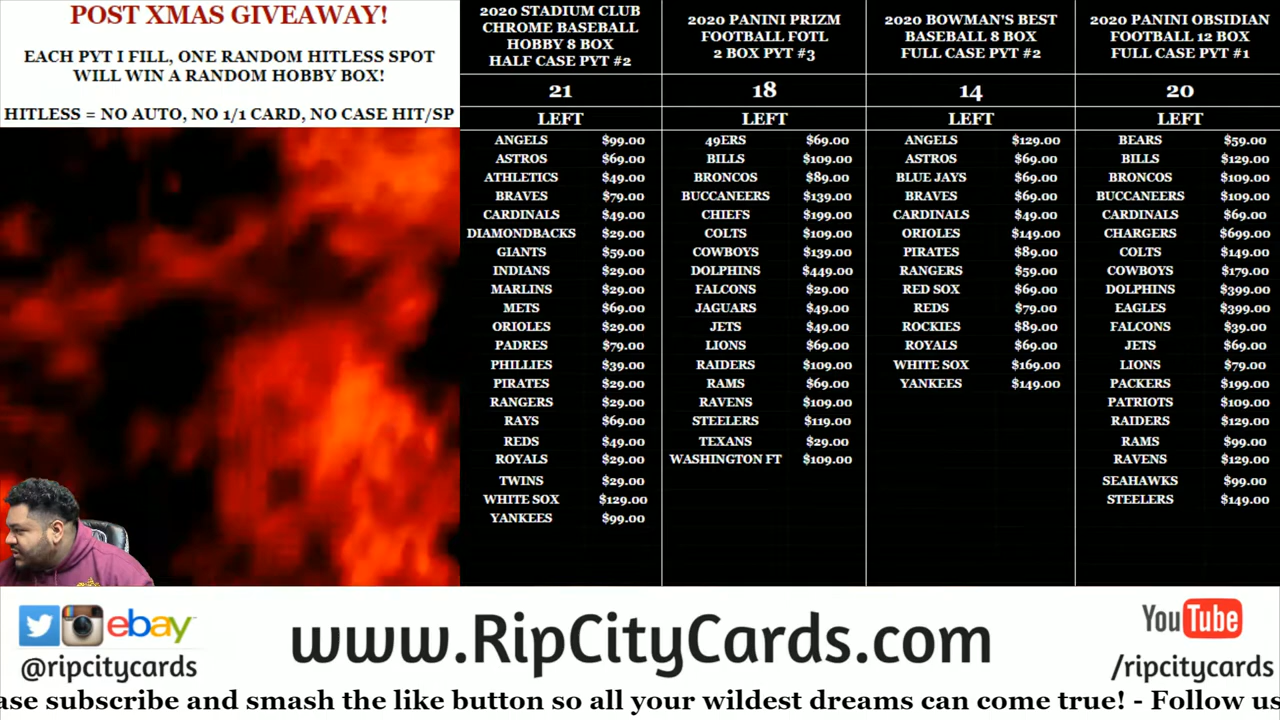 POST XMAS GIVEAWAY!
EACH PYT I FILL, ONE RANDOM HITLESS SPOT
WILL WIN A RANDOM HOBBY BOX!
HITLESS = NO AUTO, NO 1/1 CARD, NO CASE HIT/SP
2020 STADIUM CLUB
CHROME BASEBALL
HOBBY 8 BOX
HALF CASE PYT #2
21
LEFT
ANGELS $99.00
ASTROS $69.00
ATHLETICS $49.00
BRAVES $79.00
CARDINALS $49.00
DIAMONDBACKS $29.00
GIANTS $59.00
INDIANS $29.00
MARLINS $29.00
METS $69.00
ORIOLES $29.00
PADRES $79.00
PHILLIES $39.00
PIRATES $29.00
RANGERS $29.00
RAYS $69.00
REDS $49.00
ROYALS $29.00
TWINS $29.00
WHITE SOX $129.00
YANKEES $99.00
2020 PANINI PRIZM
FOOTBALL FOTL
2 BOX PYT #3
18
LEFT
49ERS $69.00
BILLS $109.00
BRONCOS $89.00
BUCCANEERS $139.00
CHIEFS $199.00
COLTS $109.00
COWBOYS $139.00
DOLPHINS $449.00
FALCONS $29.00
JAGUARS $49.00
JETS $49.00
LIONS $69.00
RAIDERS $109.00
RAMS $69.00
RAVENS $109.00
STEELERS $119.00
TEXANS $29.00
WASHINGTON FT $109.00
2020 BOWMAN'S BEST
BASEBALL 8 BOX
FULL CASE PYT #2
14
LEFT
ANGELS $129.00
ASTROS $69.00
BLUE JAYS $69.00
BRAVES $69.00
CARDINALS $49.00
ORIOLES $149.00
PIRATES $89.00
RANGERS $59.00
RED SOX $69.00
REDS $79.00
ROCKIES $89.00
ROYALS $69.00
WHITE SOX $169.00
YANKEES $149.00
2020 PANINI OBSIDIAN
FOOTBALL 12 BOX
FULL CASE PYT #1
20
LEFT
BEARS $59.00
BILLS $129.00
BRONCOS $109.00
BUCCANEERS $109.00
CARDINALS $69.00
CHARGERS $699.00
COLTS $149.00
COWBOYS $179.00
DOLPHINS $399.00
EAGLES $399.00
FALCONS $39.00
JETS $69.00
LIONS $79.00
PACKERS $199.00
PATRIOTS $109.00
RAIDERS $129.00
RAMS $99.00
RAVENS $129.00
SEAHAWKS $99.00
STEELERS $149.00
ebay
@ripcitycards
www.RipCityCards.com
YouTube
/ripcitycards
ase subscribe and smash the like button so all your wildest dreams can come true! - Follow us